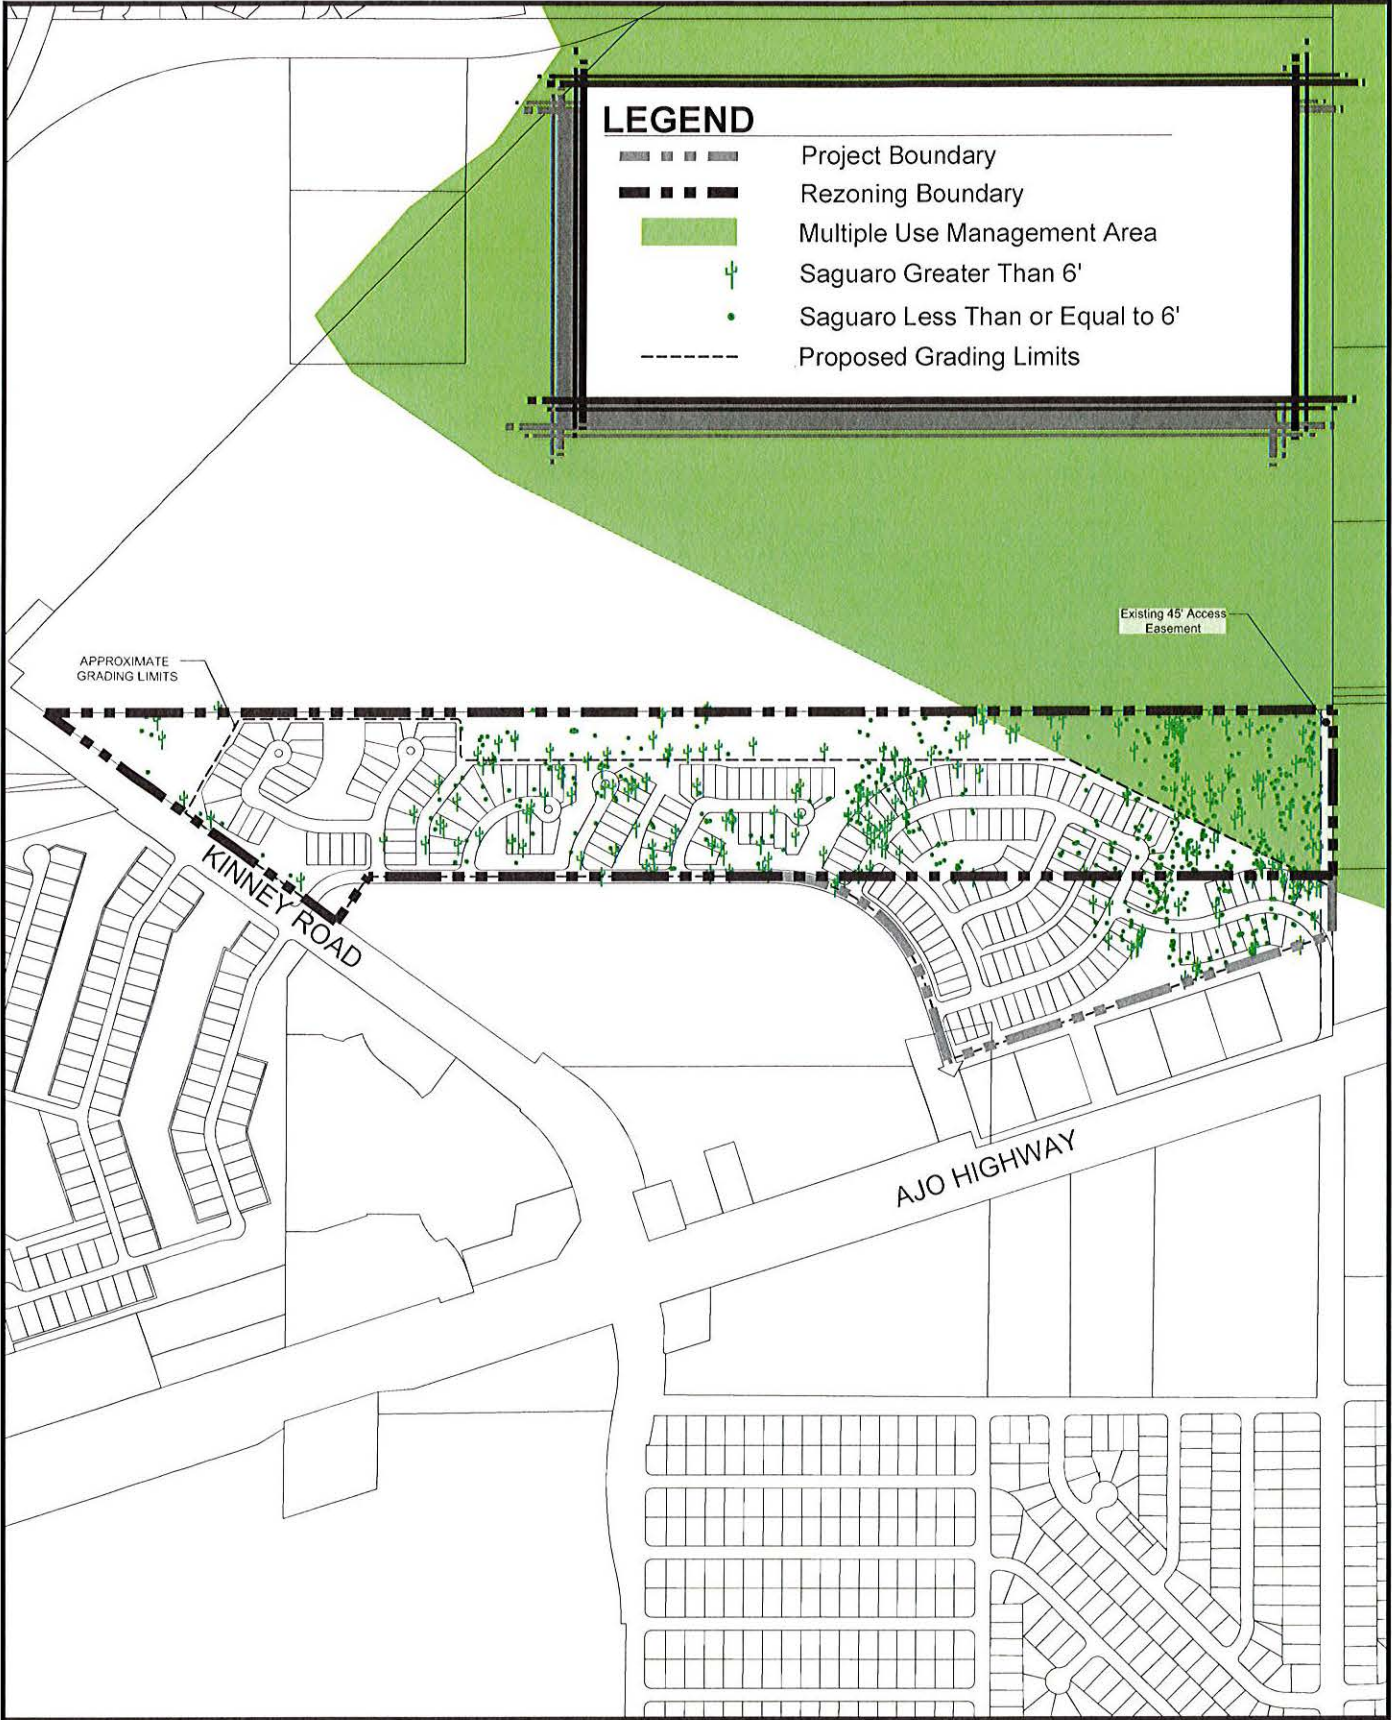 LEGEND
Project Boundary
Rezoning Boundary
Multiple Use Management Area
Saguaro Greater Than 6'
Saguaro Less Than or Equal to 6'
Proposed Grading Limits
Existing 45' Access
Easement
APPROXIMATE
GRADING LIMITS
KINNEY ROAD
AJO HIGHWAY